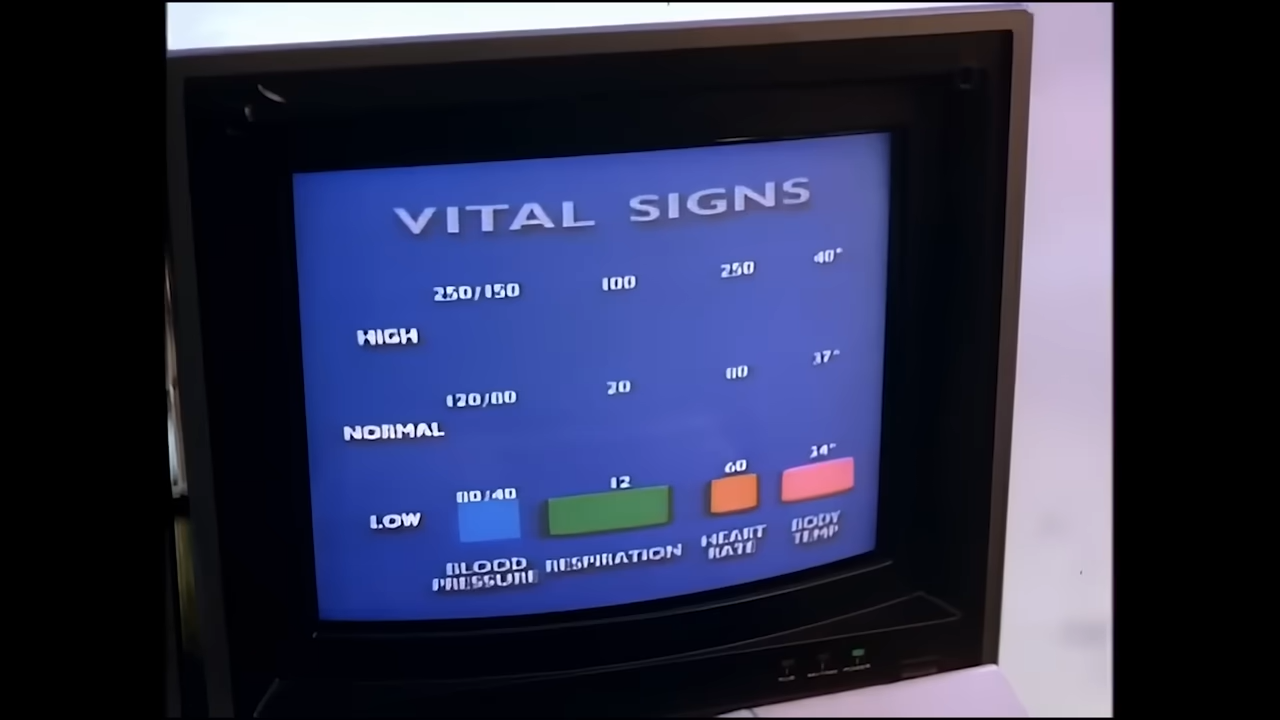 VITAL SIGNS
250/150 100 250 40°
HIGH
120/80 20 80 37°
NORMAL
80/40 12 60 34°
LOW
BLOOD PRESSURE RESPIRATION HEART RATE BODY TEMP
POWER